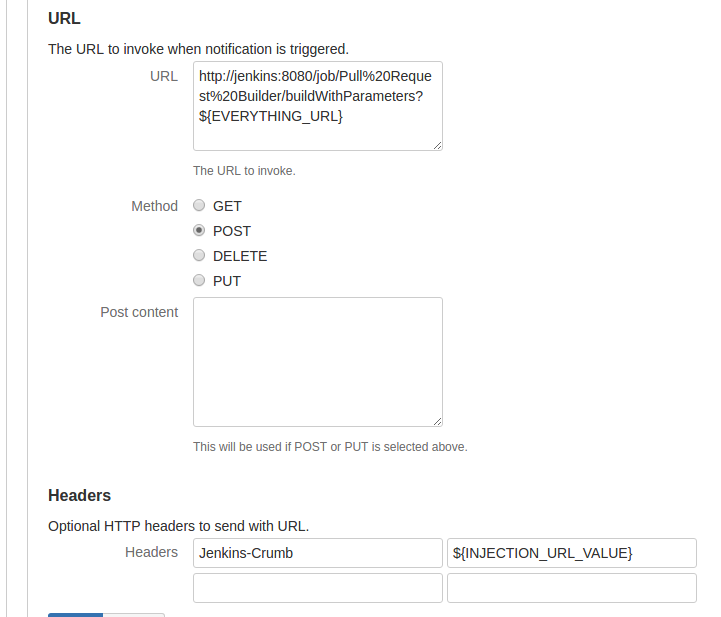 URL
The URL to invoke when notification is triggered.
URL
http://jenkins:8080/job/Pull%20Reque
st%20Builder/buildWithParameters?
${EVERYTHING_URL}
The URL to invoke.
Method
GET
POST
DELETE
PUT
Post content
This will be used if POST or PUT is selected above.
Headers
Optional HTTP headers to send with URL.
Headers
Jenkins-Crumb
${INJECTION_URL_VALUE}